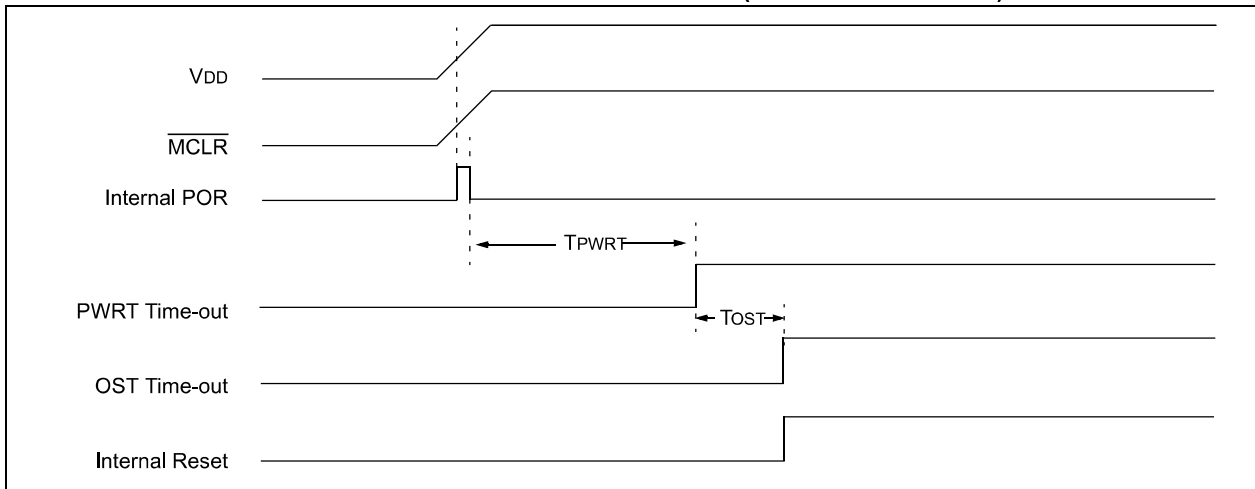 VDD
MCLR
Internal POR
TPWRT
PWRT Time-out
TOST
OST Time-out
Internal Reset